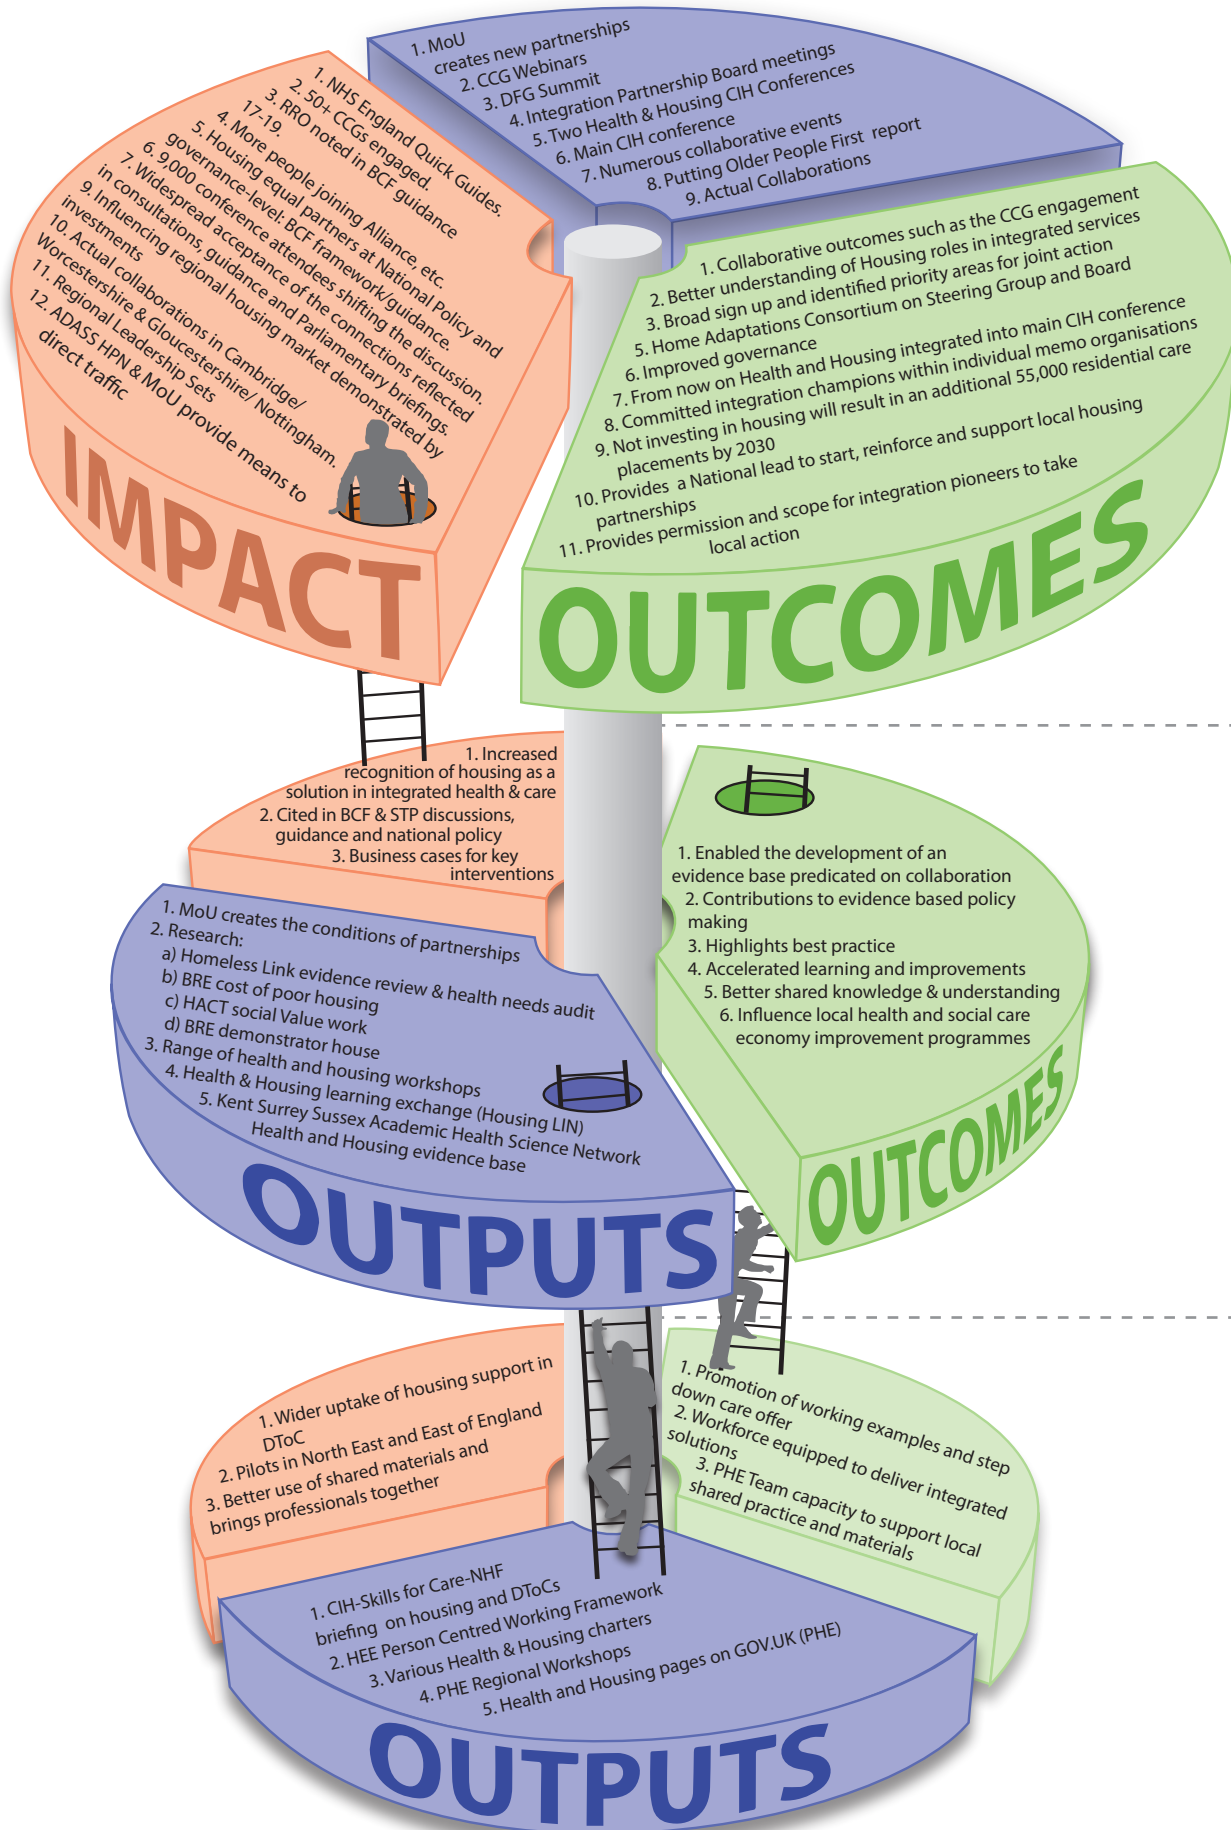 1. MoU
creates new partnerships
2. CCG Webinars
3. DFG Summit
4. Integration Partnership Board meetings
5. Two Health & Housing CIH Conferences
6. Main CIH conference
7. Numerous collaborative events
8. Putting Older People First report
9. Actual Collaborations
1. NHS England Quick Guides.
2. 50+ CCGs engaged.
3. RRO noted in BCF guidance
17-19.
4. More people joining Alliance, etc.
5. Housing equal partners at National Policy and
governance-level: BCF framework/guidance.
6. 9,000 conference attendees shifting the discussion.
7. Widespread acceptance of the connections reflected
in consultations, guidance and Parliamentary briefings.
9. Influencing regional housing market demonstrated by
investments
10. Actual collaborations in Cambridge/
Worcestershire & Gloucestershire/ Nottingham.
11. Regional Leadership Sets
12. ADASS HPN & MoU provide means to
direct traffic
IMPACT
1. Collaborative outcomes such as the CCG engagement
2. Better understanding of Housing roles in integrated services
3. Broad sign up and identified priority areas for joint action
5. Home Adaptations Consortium on Steering Group and Board
6. Improved governance
7. From now on Health and Housing integrated into main CIH conference
8. Committed integration champions within individual memo organisations
9. Not investing in housing will result in an additional 55,000 residential care
placements by 2030
10. Provides a National lead to start, reinforce and support local housing
partnerships
11. Provides permission and scope for integration pioneers to take
local action
OUTCOMES
1. Increased
recognition of housing as a
solution in integrated health & care
2. Cited in BCF & STP discussions,
guidance and national policy
3. Business cases for key
interventions
1. Enabled the development of an
evidence base predicated on collaboration
2. Contributions to evidence based policy
making
3. Highlights best practice
4. Accelerated learning and improvements
5. Better shared knowledge & understanding
6. Influence local health and social care
economy improvement programmes
OUTCOMES
1. MoU creates the conditions of partnerships
2. Research:
a) Homeless Link evidence review & health needs audit
b) BRE cost of poor housing
c) HACT social Value work
d) BRE demonstrator house
3. Range of health and housing workshops
4. Health & Housing learning exchange (Housing LIN)
5. Kent Surrey Sussex Academic Health Science Network
Health and Housing evidence base
OUTPUTS
1. Wider uptake of housing support in
DToC
2. Pilots in North East and East of England
3. Better use of shared materials and
brings professionals together
1. Promotion of working examples and step
down care offer
2. Workforce equipped to deliver integrated
solutions
3. PHE Team capacity to support local
shared practice and materials
1. CIH-Skills for Care-NHF
briefing on housing and DToCs
2. HEE Person Centred Working Framework
3. Various Health & Housing charters
4. PHE Regional Workshops
5. Health and Housing pages on GOV.UK (PHE)
OUTPUTS